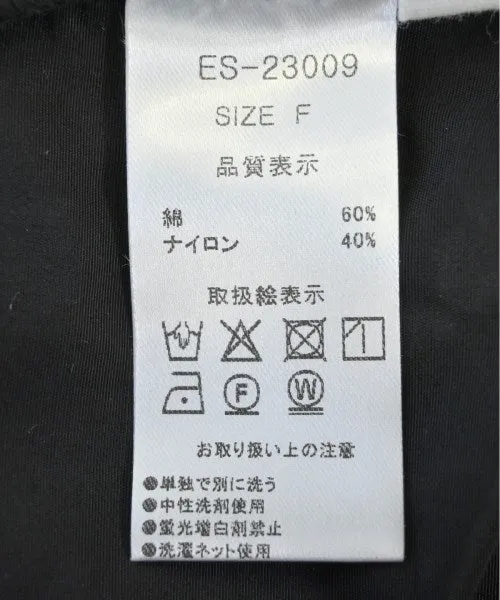 ES-23009
SIZE F
品質表示
綿 60%
ナイロン 40%
取扱絵表示
F W
お取り扱い上の注意
●単独で別に洗う
●中性洗剤使用
●蛍光増白剤禁止
●洗濯ネット使用